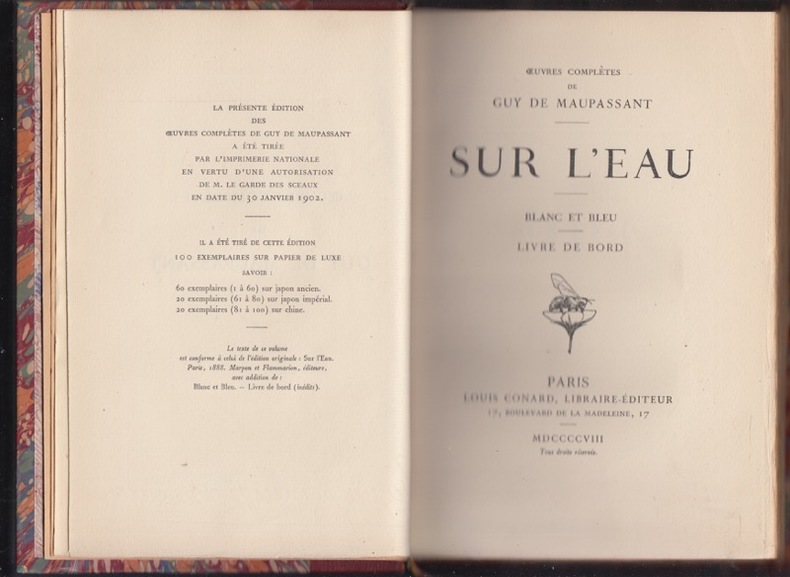 LA PRÉSENTE ÉDITION
DES
ŒUVRES COMPLÈTES DE GUY DE MAUPASSANT
A ÉTÉ TIRÉE
PAR L'IMPRIMERIE NATIONALE
EN VERTU D'UNE AUTORISATION
DE M. LE GARDE DES SCEAUX
EN DATE DU 30 JANVIER 1902.
IL A ÉTÉ TIRÉ DE CETTE ÉDITION
100 EXEMPLAIRES SUR PAPIER DE LUXE
SAVOIR :
60 exemplaires (1 à 60) sur japon ancien.
20 exemplaires (61 à 80) sur japon impérial.
20 exemplaires (81 à 100) sur chine.
Le texte de ce volume
est conforme à celui de l'édition originale : Sur l'Eau.
Paris, 1888. Marpon et Flammarion, éditeurs,
avec addition de :
Blanc et Bleu. — Livre de bord (inédits).
ŒUVRES COMPLÈTES
DE
GUY DE MAUPASSANT
SUR L'EAU
BLANC ET BLEU
LIVRE DE BORD
PARIS
LOUIS CONARD, LIBRAIRE-ÉDITEUR
17, BOULEVARD DE LA MADELEINE, 17
MDCCCCVIII
Tous droits réservés.